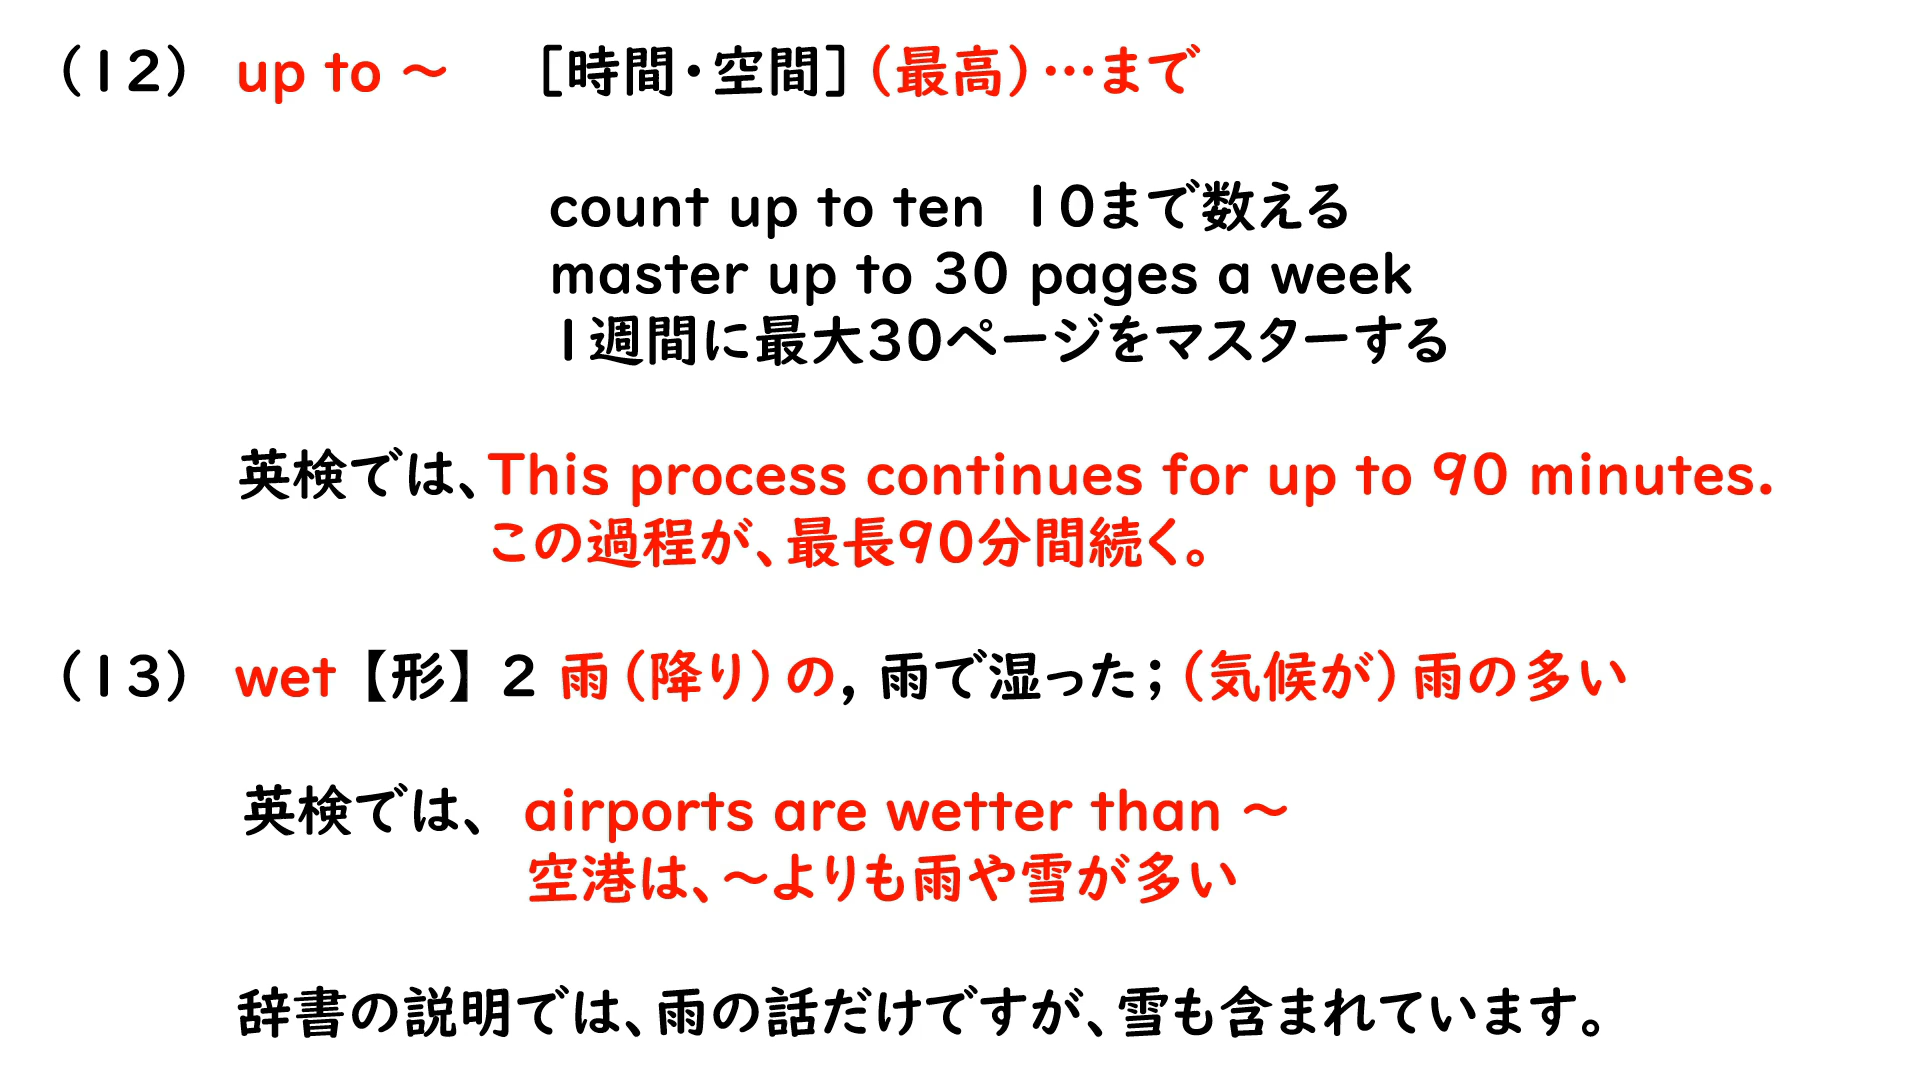 （１２） up to ～ ［時間・空間］（最高）…まで
count up to ten １０まで数える
master up to 30 pages a week
１週間に最大３０ページをマスターする
英検では、This process continues for up to 90 minutes.
この過程が、最長９０分間続く。
（１３） wet【形】 2 雨（降り）の, 雨で湿った；（気候が）雨の多い
英検では、 airports are wetter than ～
空港は、～よりも雨や雪が多い
辞書の説明では、雨の話だけですが、雪も含まれています。